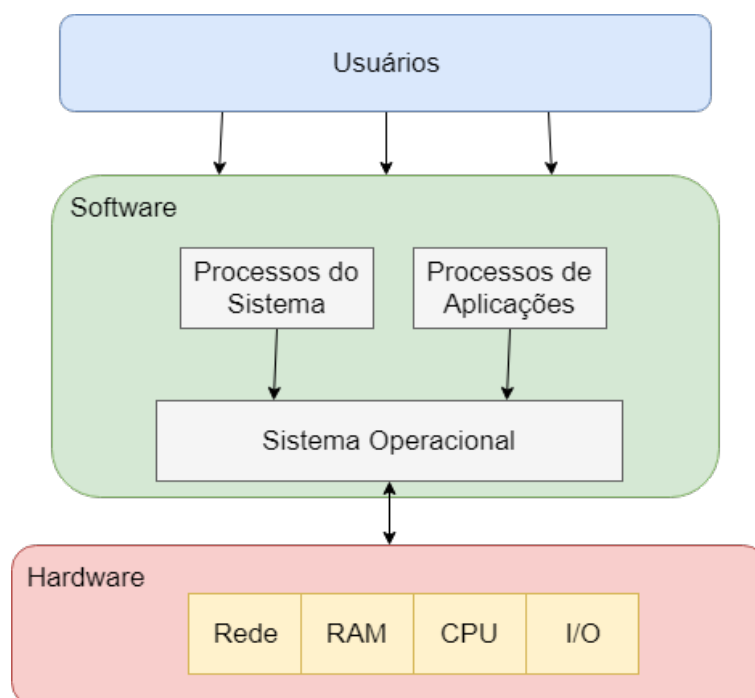 Usuários
Software
Processos do
Sistema
Processos de
Aplicações
Sistema Operacional
Hardware
Rede
RAM
CPU
I/O